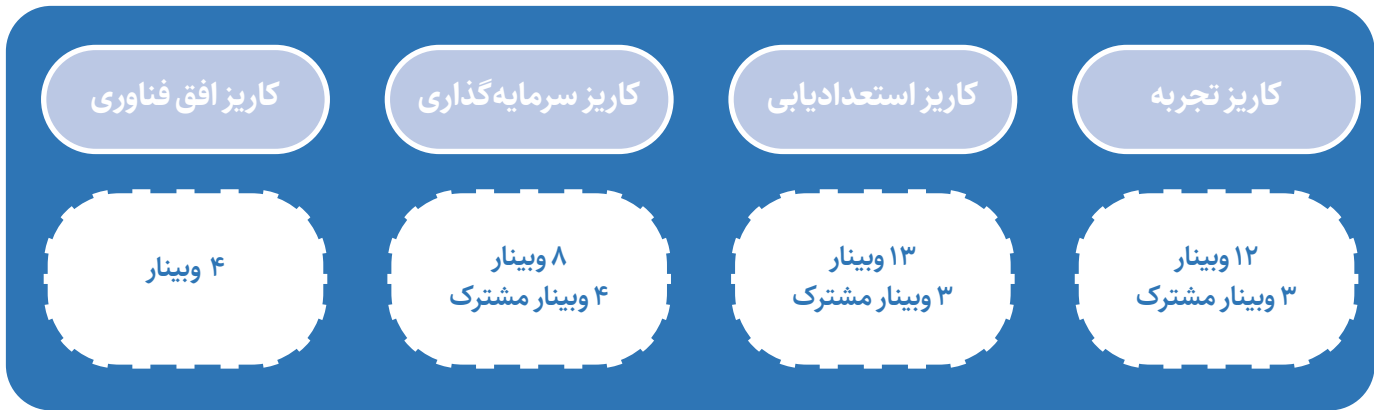 کاریز تجربه
کاریز استعدادیابی
کاریز سرمایه‌گذاری
کاریز افق فناوری
۱۲ وبینار
۳ وبینار مشترک
۱۳ وبینار
۳ وبینار مشترک
۸ وبینار
۴ وبینار مشترک
۴ وبینار